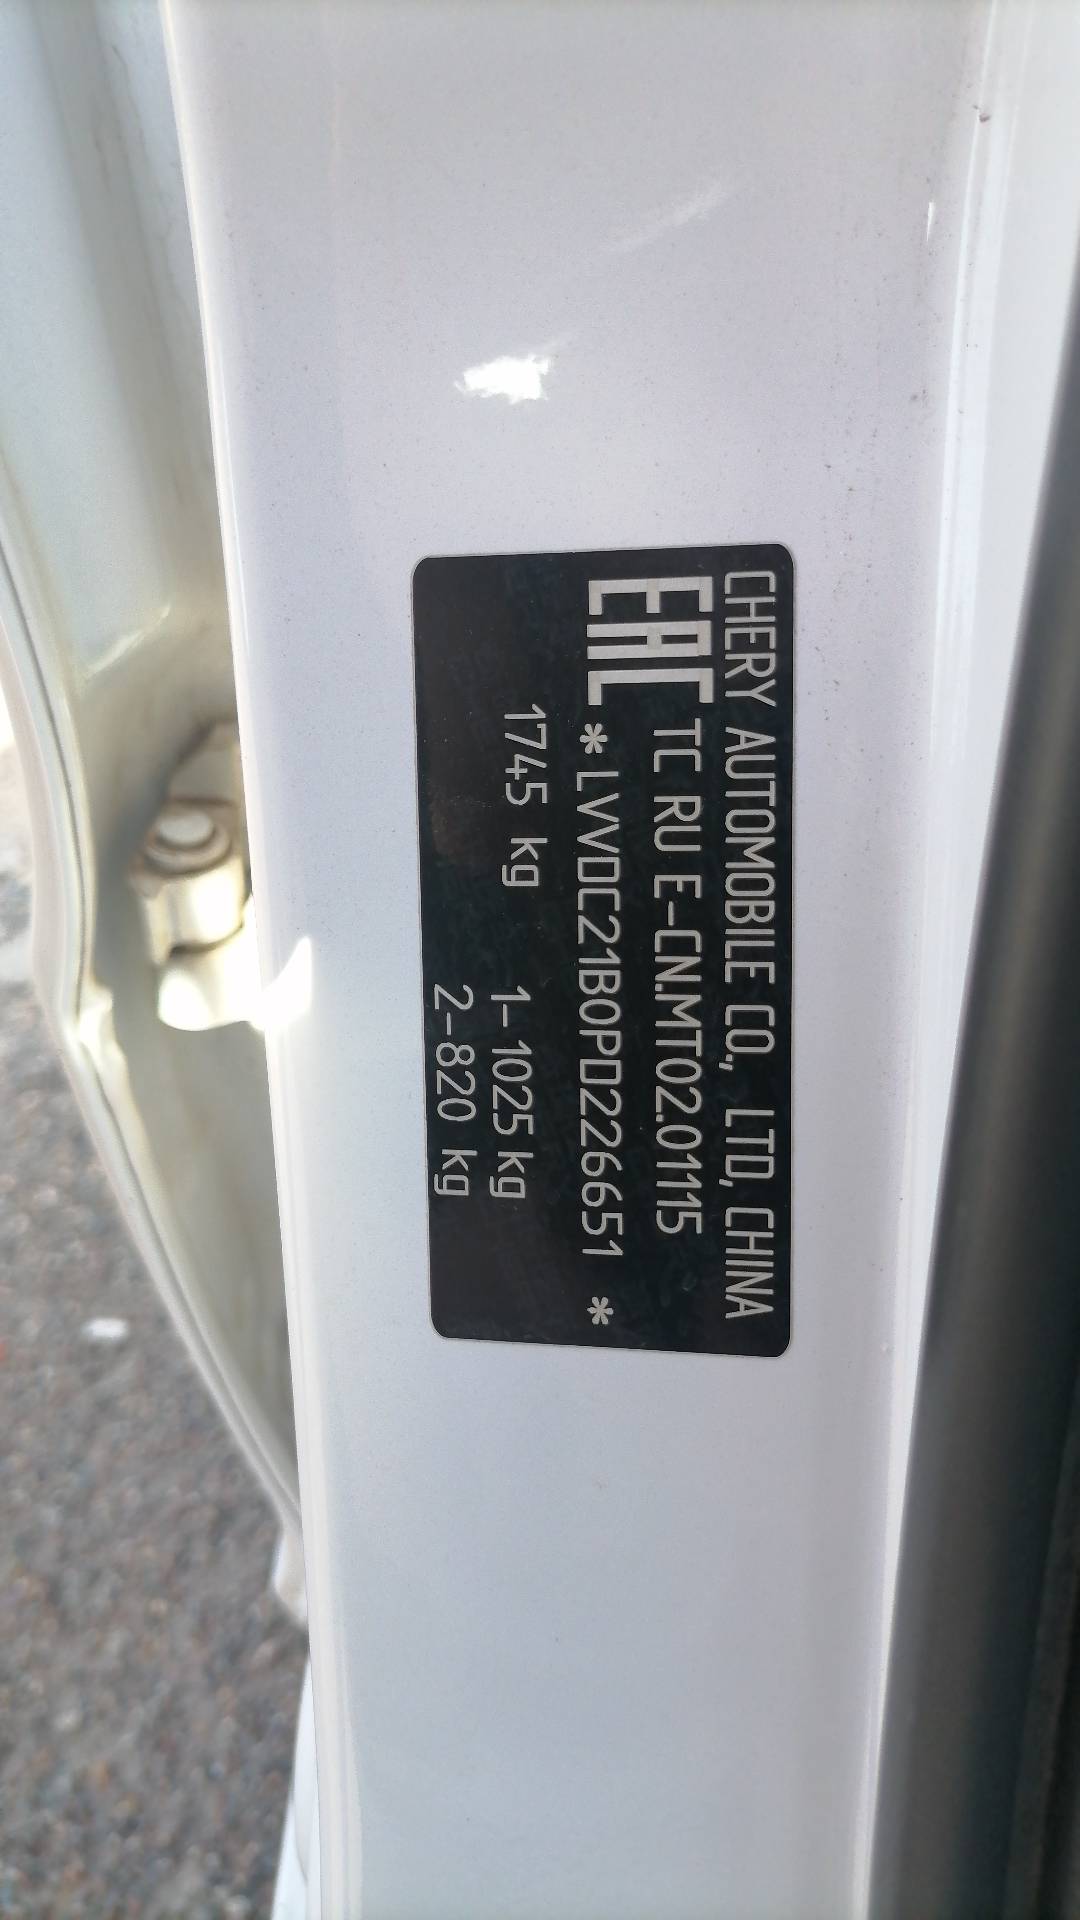 CHERY AUTOMOBILE CO., LTD, CHINA
EAC TC RU E-CN.MT02.01115
*LVVDC21B0PD226651*
1745 kg 1-1025 kg
2-820 kg